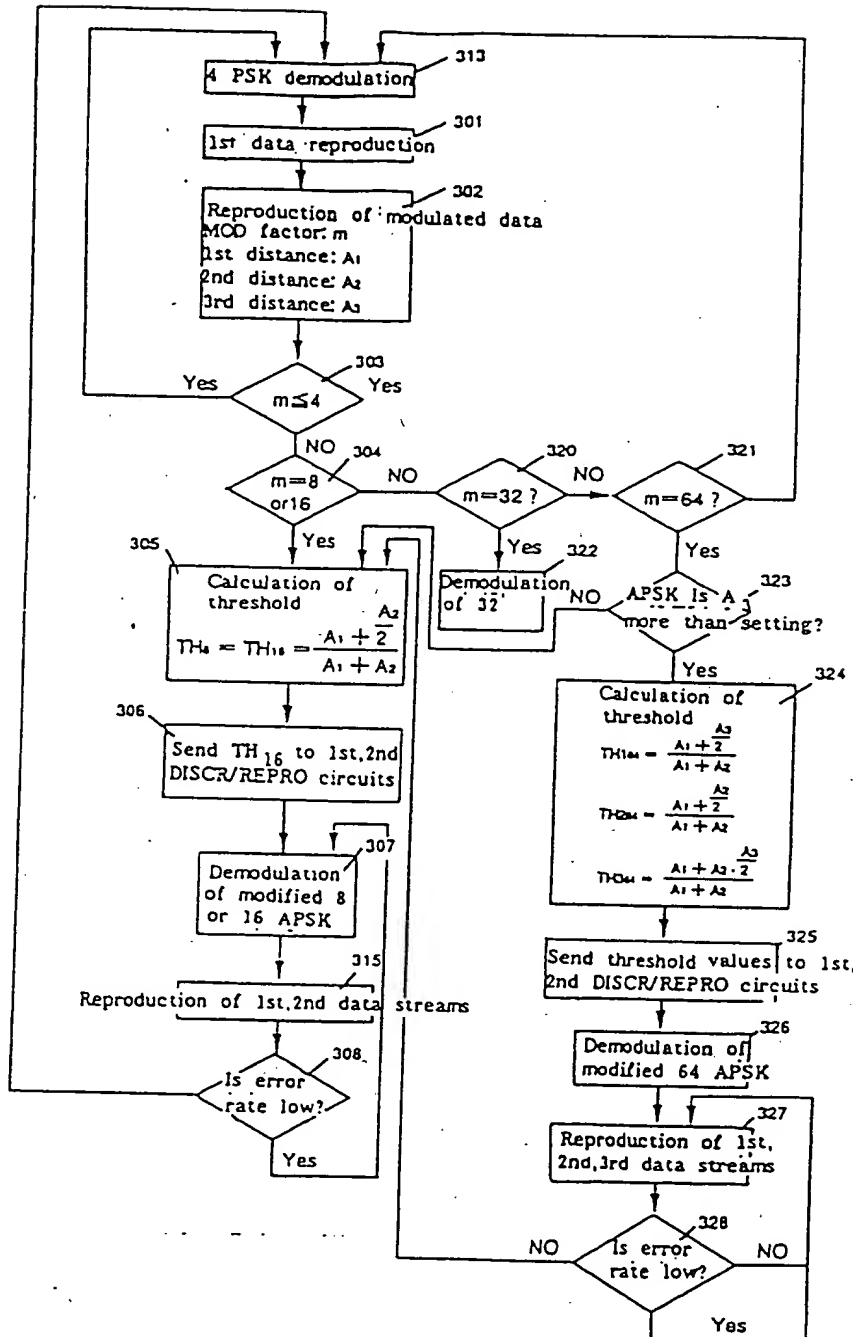 313
4 PSK demodulation
301
1st data reproduction
302
Reproduction of modulated data
MOD factor: m
1st distance: A1
2nd distance: A2
3rd distance: A3
303
Yes
Yes
m≦4
NO
304
m=8
or16
NO
320
m=32 ?
NO
321
m=64 ?
Yes
Yes
Yes
305
Calculation of
threshold
TH8 = TH16 = (A1 + A2/2) / (A1 + A2)
322
Demodulation
of 32
NO
323
APSK Is A
more than setting?
Yes
306
Send TH16 to 1st,2nd
DISCR/REPRO circuits
324
Calculation of
threshold
TH164 = (A1 + A3/2) / (A1 + A2)
TH264 = (A1 + A2/2) / (A1 + A2)
TH364 = (A1 + A2 · A3/2) / (A1 + A2)
307
Demodulation
of modified 8
or 16 APSK
315
Reproduction of 1st,2nd data streams
308
Is error
rate low?
Yes
325
Send threshold values to 1st,
2nd DISCR/REPRO circuits
326
Demodulation of
modified 64 APSK
327
Reproduction of 1st,
2nd,3rd data streams
328
NO
Is error
rate low?
NO
Yes